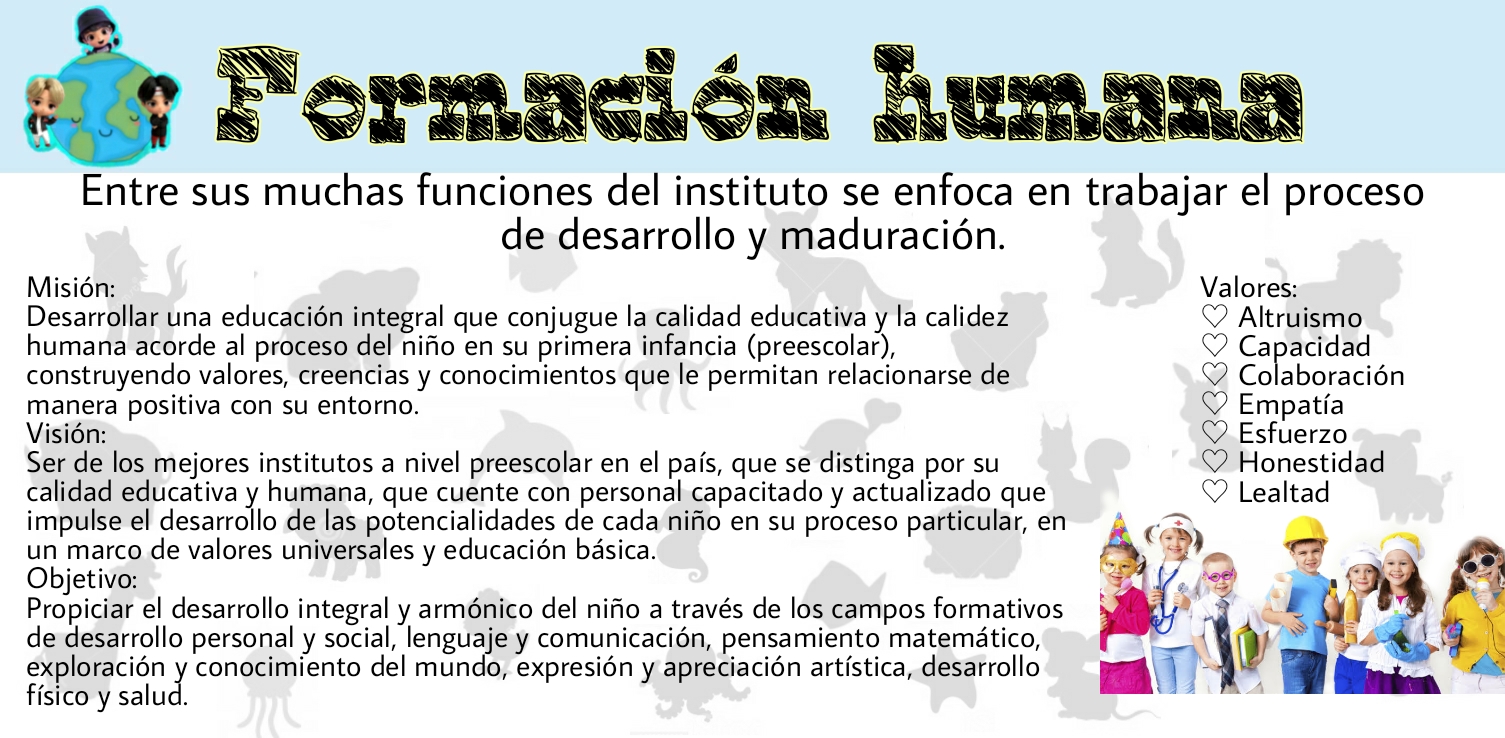 Formación humana
Entre sus muchas funciones del instituto se enfoca en trabajar el proceso
de desarrollo y maduración.
Misión:
Desarrollar una educación integral que conjugue la calidad educativa y la calidez
humana acorde al proceso del niño en su primera infancia (preescolar),
construyendo valores, creencias y conocimientos que le permitan relacionarse de
manera positiva con su entorno.
Visión:
Ser de los mejores institutos a nivel preescolar en el país, que se distinga por su
calidad educativa y humana, que cuente con personal capacitado y actualizado que
impulse el desarrollo de las potencialidades de cada niño en su proceso particular, en
un marco de valores universales y educación básica.
Objetivo:
Propiciar el desarrollo integral y armónico del niño a través de los campos formativos
de desarrollo personal y social, lenguaje y comunicación, pensamiento matemático,
exploración y conocimiento del mundo, expresión y apreciación artística, desarrollo
físico y salud.
Valores:
♡ Altruismo
♡ Capacidad
♡ Colaboración
♡ Empatía
♡ Esfuerzo
♡ Honestidad
♡ Lealtad